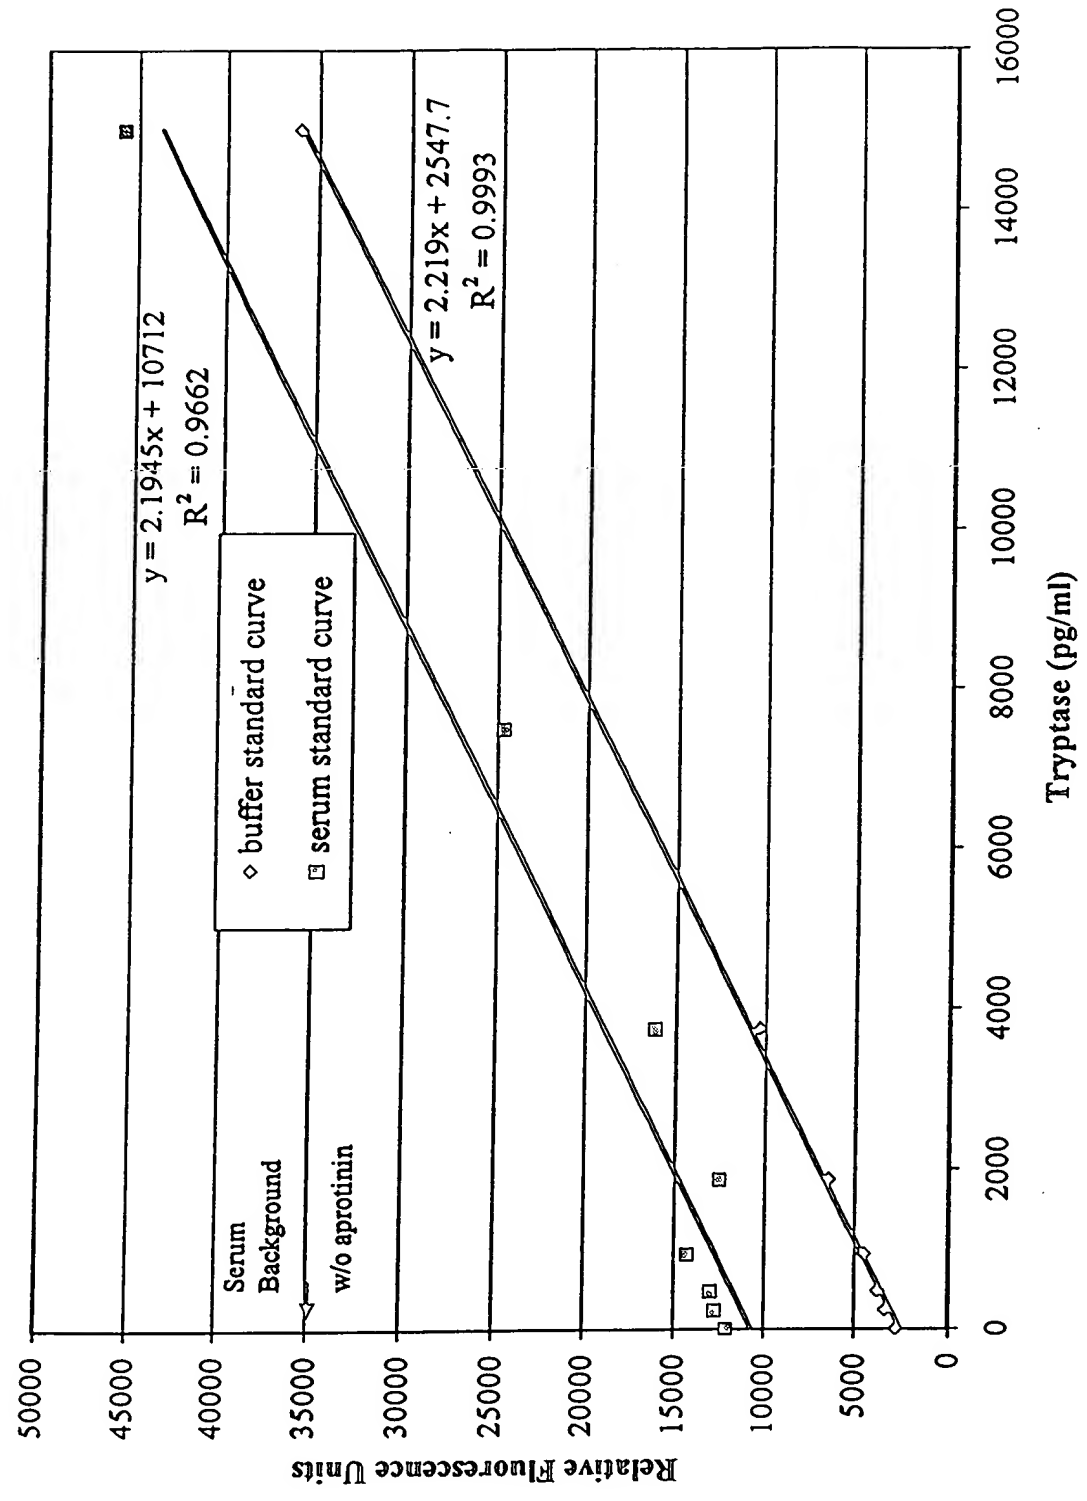 50000
45000
40000
35000
30000
25000
20000
15000
10000
5000
0
Relative Fluorescence Units
Serum
Background
w/o aprotinin
buffer standard curve
serum standard curve
y = 2.1945x + 10712
R² = 0.9662
y = 2.219x + 2547.7
R² = 0.9993
0
2000
4000
6000
8000
10000
12000
14000
16000
Tryptase (pg/ml)